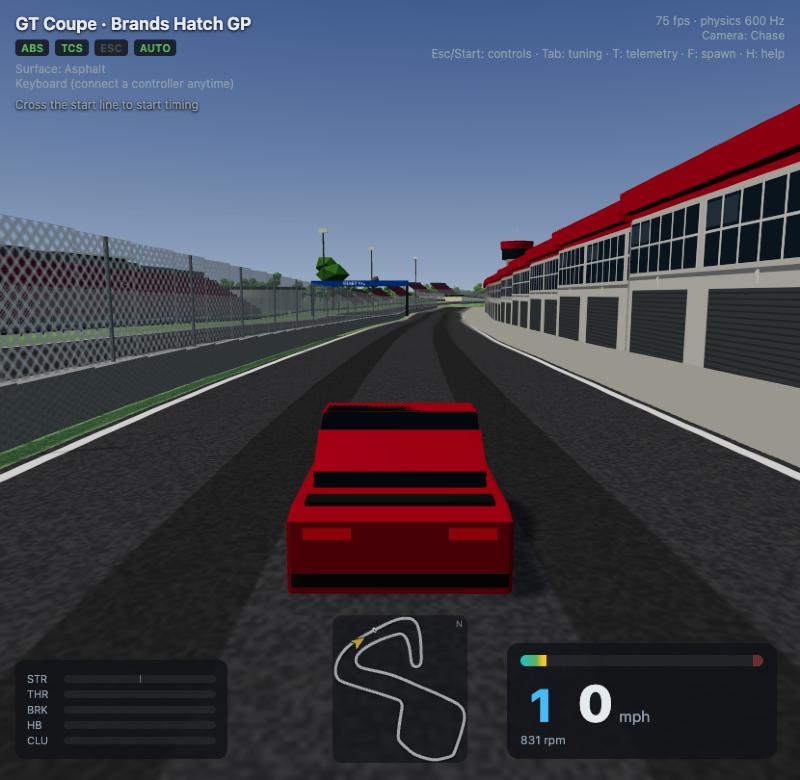 GT Coupe · Brands Hatch GP
ABS TCS ESC AUTO
Surface: Asphalt
Keyboard (connect a controller anytime)
Cross the start line to start timing
75 fps · physics 600 Hz
Camera: Chase
Esc/Start: controls · Tab: tuning · T: telemetry · F: spawn · H: help
STR
THR
BRK
HB
CLU
N
1 0 mph
831 rpm